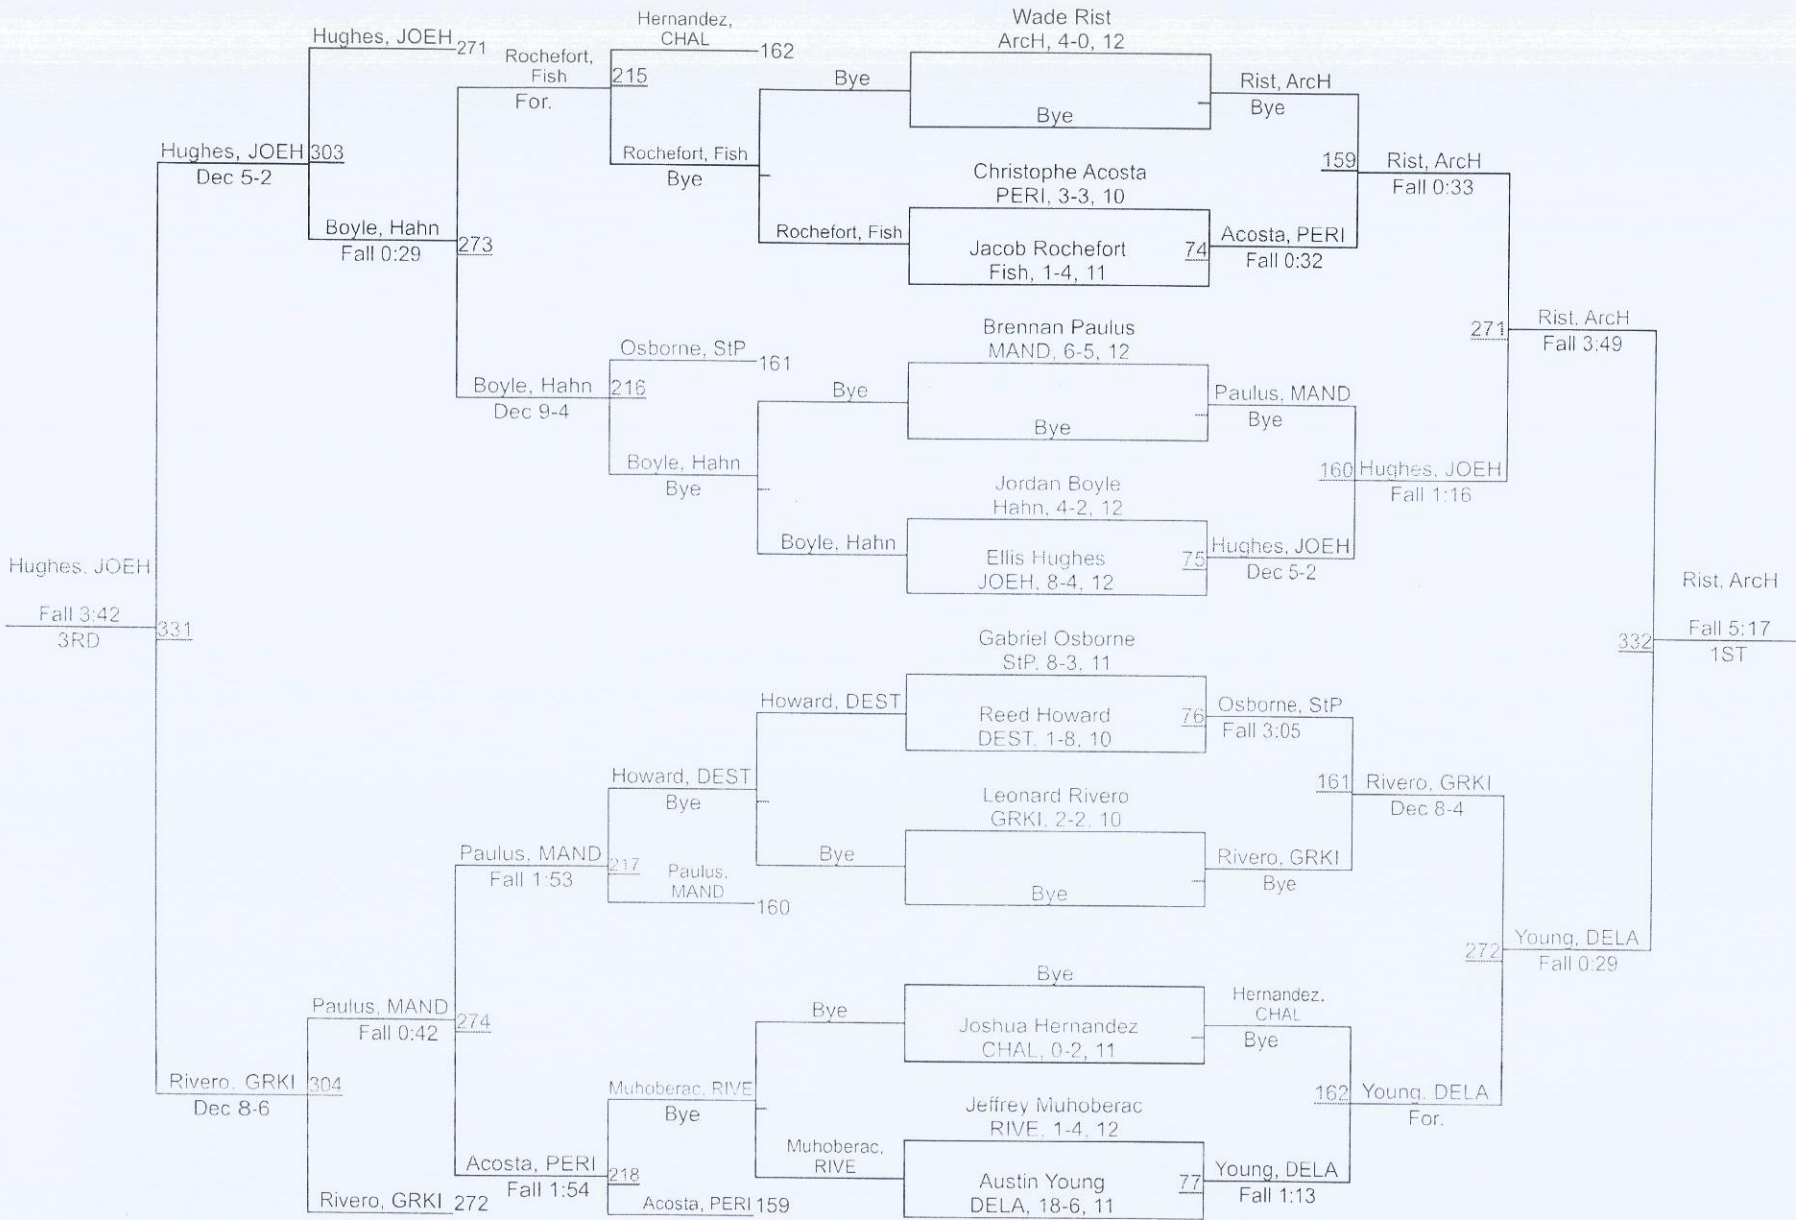 Hughes, JOEH
271
Hughes, JOEH
303
Dec 5-2
Boyle, Hahn
Fall 0:29
273
Rochefort,
Fish
For.
Hernandez,
CHAL
162
215
Rochefort, Fish
Bye
Bye
Rochefort, Fish
Boyle, Hahn
216
Dec 9-4
Osborne, StP
161
Boyle, Hahn
Bye
Bye
Boyle, Hahn
Hughes, JOEH
Fall 3:42
3RD
331
Howard, DEST
Howard, DEST
Bye
Bye
Paulus, MAND
217
Fall 1:53
Paulus,
MAND
160
Paulus, MAND
Fall 0:42
274
Rivero, GRKI
304
Dec 8-6
Rivero, GRKI
272
Bye
Muhoberac, RIVE
Bye
Muhoberac,
RIVE
Acosta, PERI
218
Fall 1:54
Acosta, PERI
159
Wade Rist
ArcH, 4-0, 12
Bye
Christophe Acosta
PERI, 3-3, 10
Jacob Rochefort
Fish, 1-4, 11
74
Brennan Paulus
MAND, 6-5, 12
Bye
Jordan Boyle
Hahn, 4-2, 12
Ellis Hughes
JOEH, 8-4, 12
75
Gabriel Osborne
StP, 8-3, 11
Reed Howard
DEST, 1-8, 10
76
Leonard Rivero
GRKI, 2-2, 10
Bye
Bye
Joshua Hernandez
CHAL, 0-2, 11
Jeffrey Muhoberac
RIVE, 1-4, 12
Austin Young
DELA, 18-6, 11
77
Rist, ArcH
Bye
159
Rist, ArcH
Fall 0:33
Acosta, PERI
Fall 0:32
271
Rist, ArcH
Fall 3:49
Paulus, MAND
Bye
160
Hughes, JOEH
Fall 1:16
Hughes, JOEH
Dec 5-2
Rist, ArcH
332
Fall 5:17
1ST
Osborne, StP
Fall 3:05
161
Rivero, GRKI
Dec 8-4
Rivero, GRKI
Bye
272
Young, DELA
Fall 0:29
Hernandez,
CHAL
Bye
162
Young, DELA
For.
Young, DELA
Fall 1:13